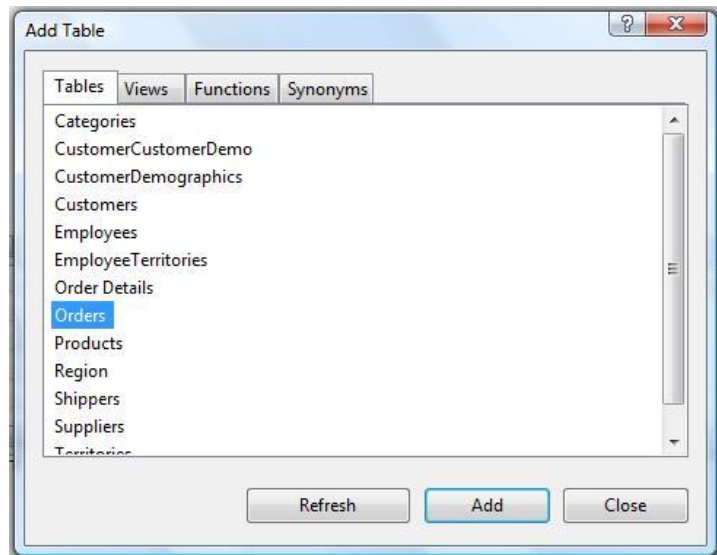 Add Table
Tables Views Functions Synonyms
Categories
CustomerCustomerDemo
CustomerDemographics
Customers
Employees
EmployeeTerritories
Order Details
Orders
Products
Region
Shippers
Suppliers
Territories
Refresh Add Close